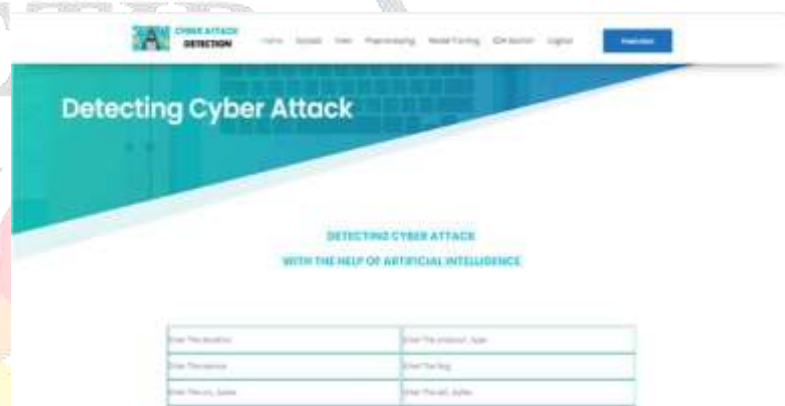 CYBER ATTACK
DETECTION
Home Upload View Preprocessing Model Training
Prediction
Detecting Cyber Attack
DETECTING CYBER ATTACK
WITH THE HELP OF ARTIFICIAL INTELLIGENCE
Enter The duration Enter The protocol_type
Enter The service Enter The flag
Enter The src_bytes Enter The dst_bytes